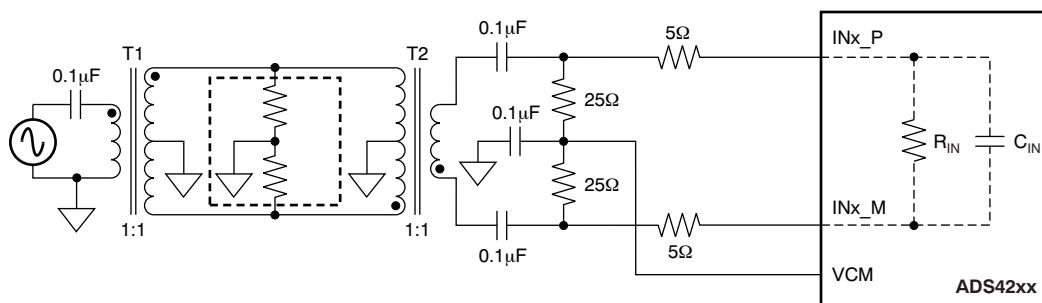 0.1µF
T1
T2
0.1µF
5Ω
INx_P
25Ω
0.1µF
R_IN
C_IN
25Ω
INx_M
1:1
1:1
0.1µF
5Ω
VCM
ADS42xx